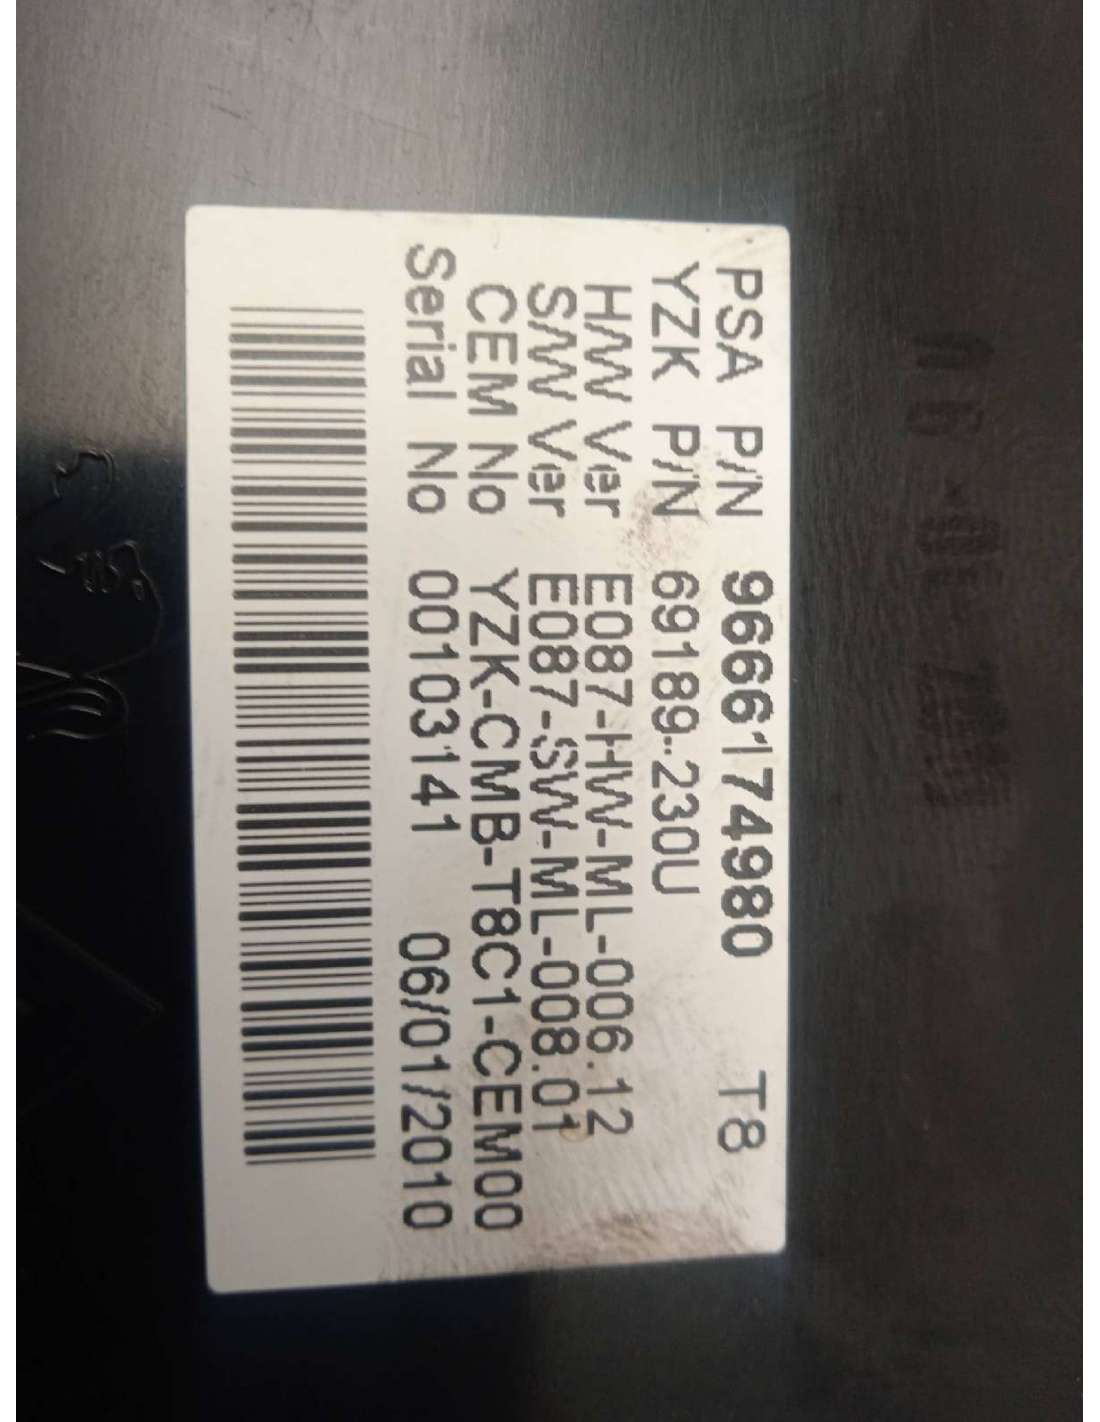 PSA P/N 9666174980 T8
YZK P/N 69189-230U
H/W Ver E087-HW-ML-006.12
S/W Ver E087-SW-ML-008.01
CEM No YZK-CMB-T8C1-CEM00
Serial No 00103141 06/01/2010